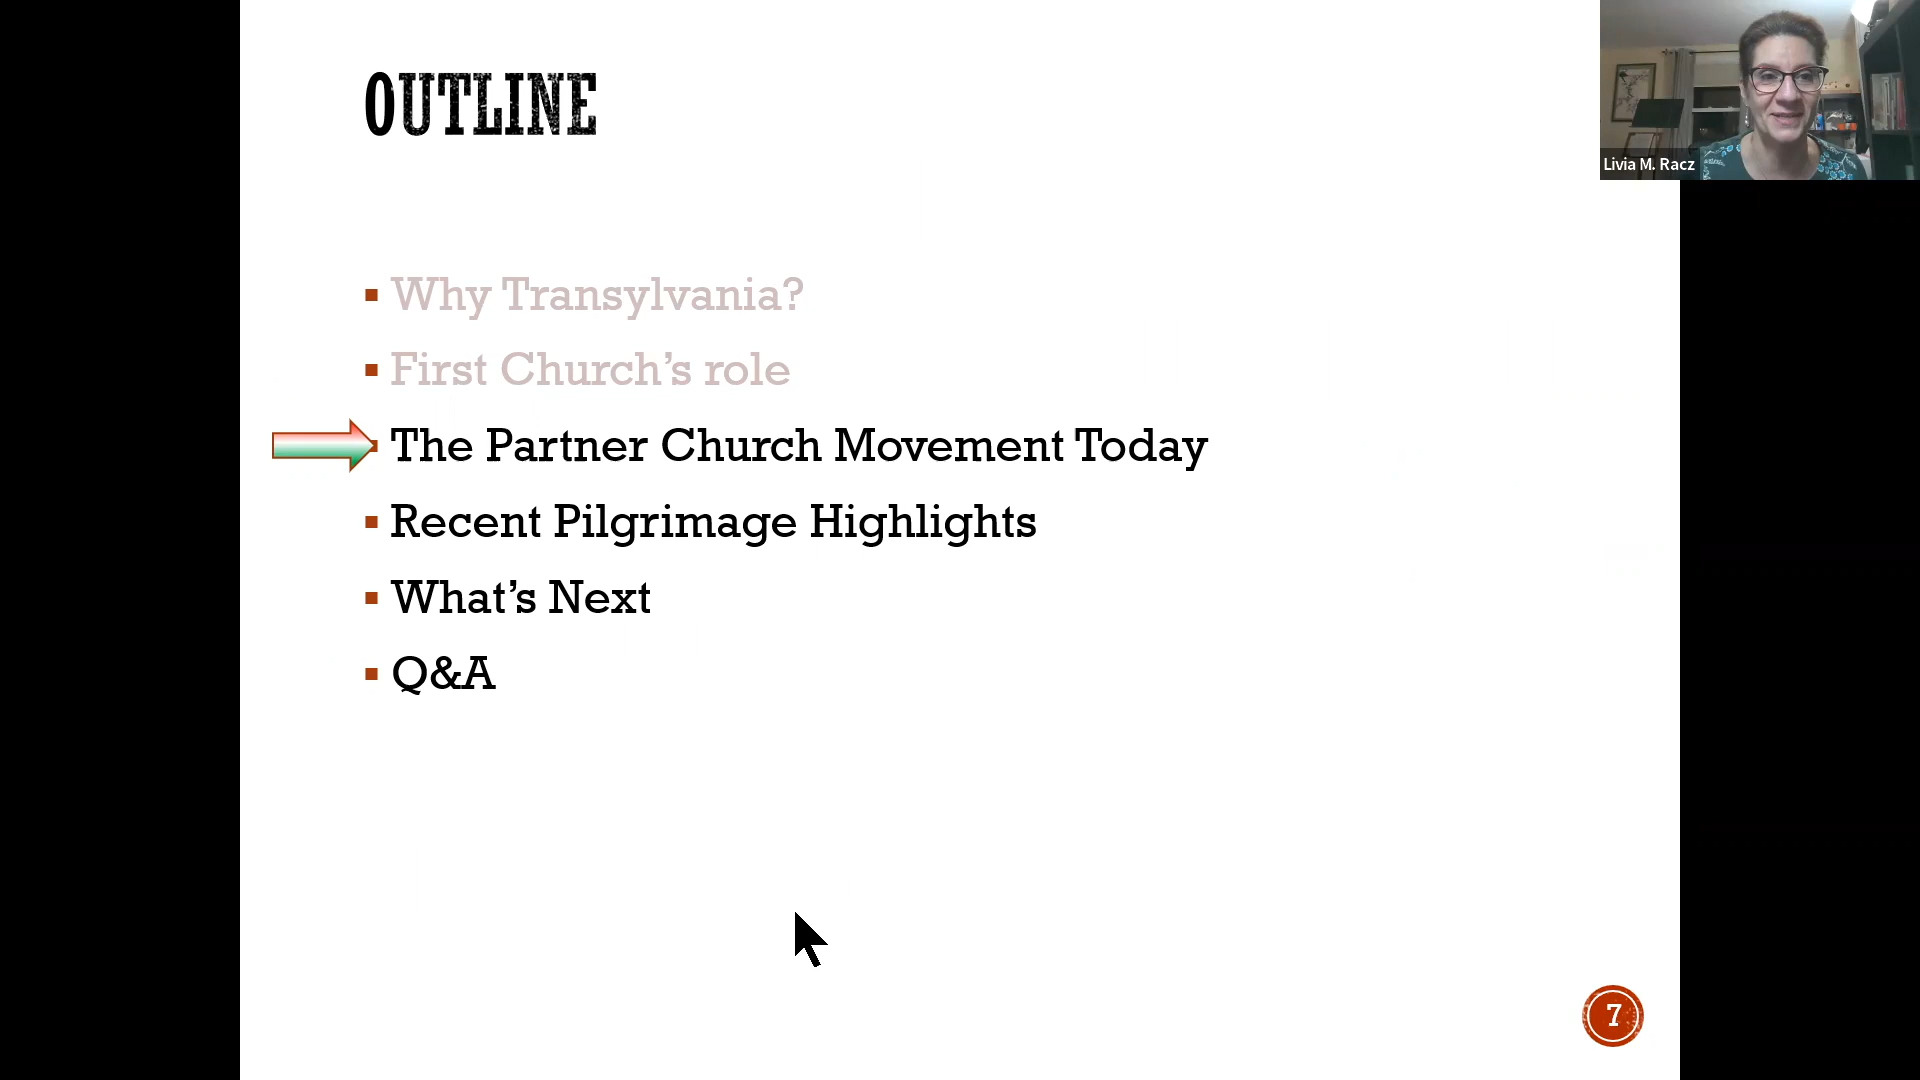 OUTLINE
Livia M. Racz
Why Transylvania?
First Church's role
The Partner Church Movement Today
Recent Pilgrimage Highlights
What's Next
Q&A
7